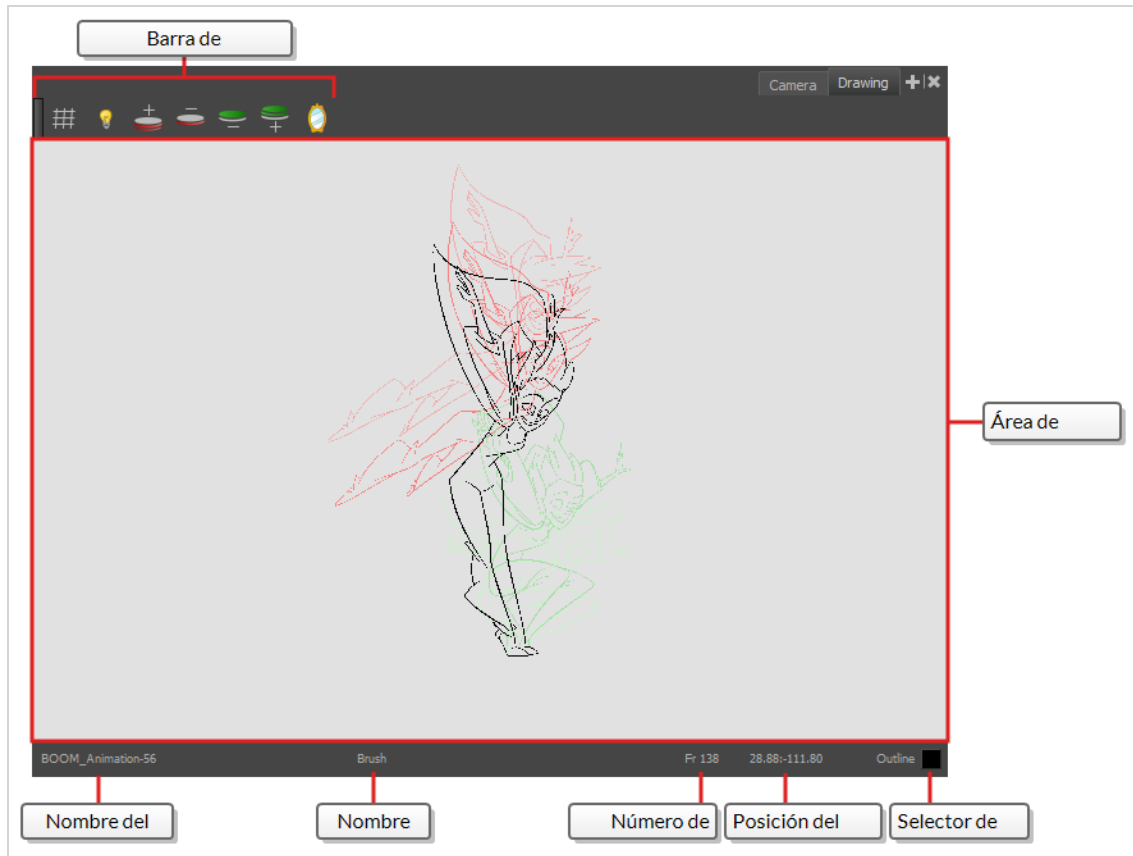 Barra de
Camera
Drawing
Área de
BOOM_Animation-56
Brush
Fr 138
28.88:-111.80
Outline
Nombre del
Nombre
Número de
Posición del
Selector de